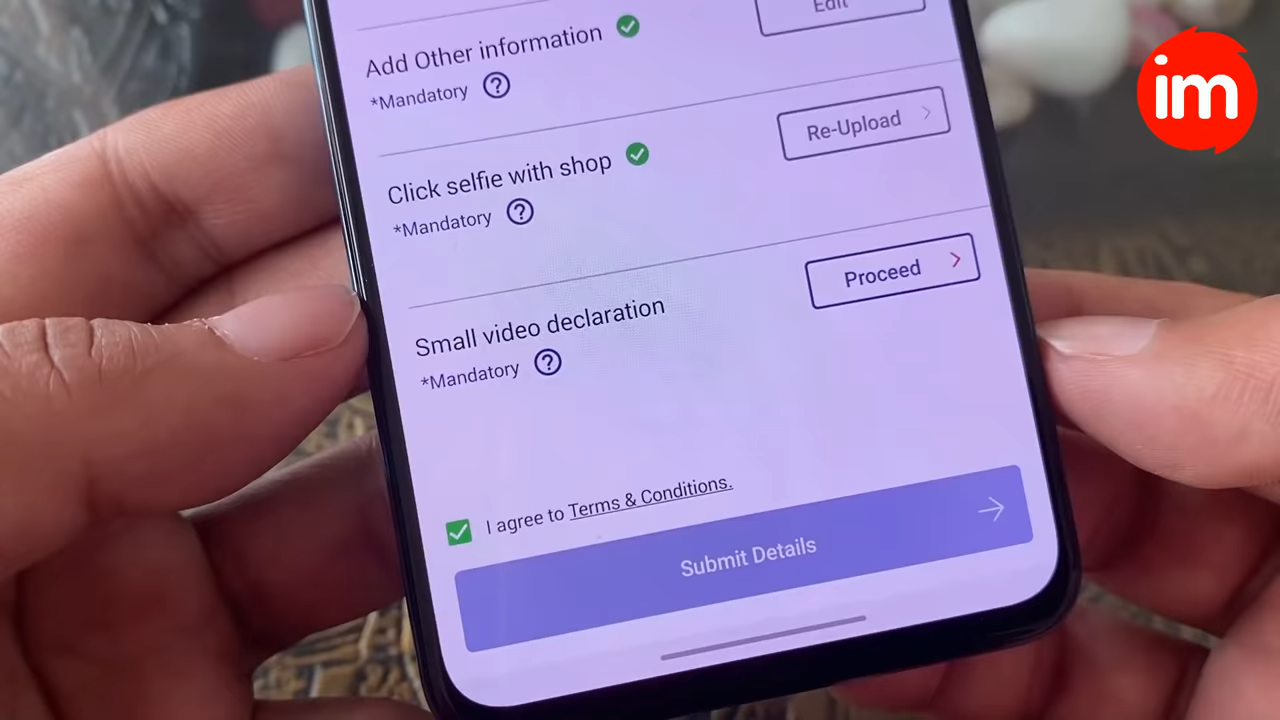 Edit
Add Other information
*Mandatory ?
Re-Upload >
Click selfie with shop
*Mandatory ?
Proceed >
Small video declaration
*Mandatory ?
I agree to Terms & Conditions.
Submit Details
im